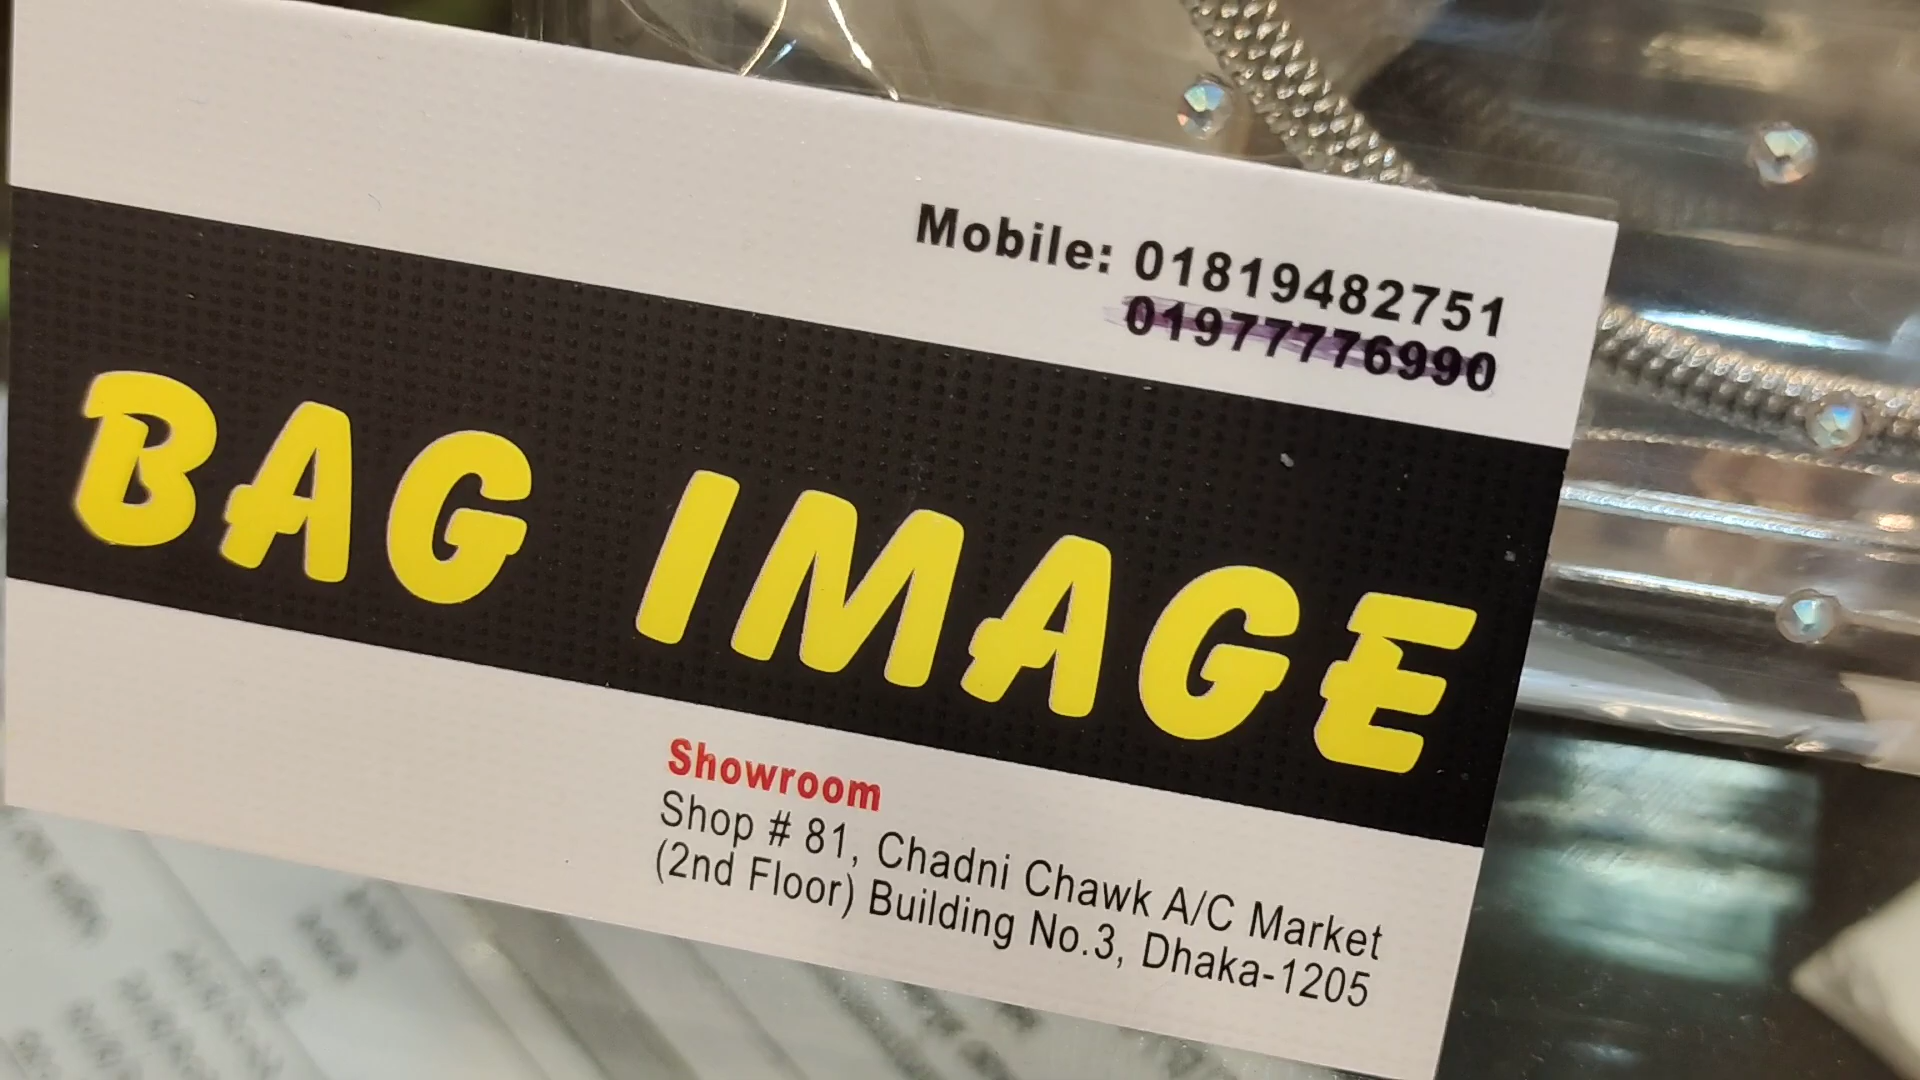 Mobile: 01819482751
01977776990
BAG IMAGE
Showroom
Shop # 81, Chadni Chawk A/C Market
(2nd Floor) Building No.3, Dhaka-1205